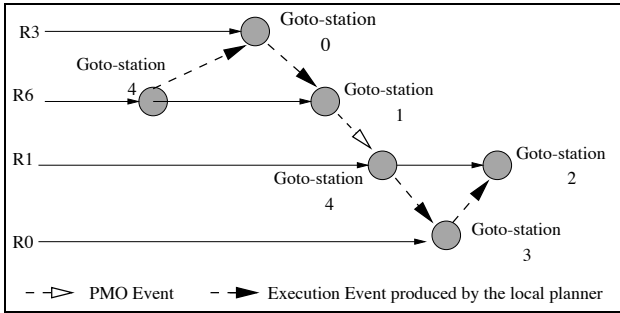 R3
Goto-station
0
Goto-station
4
R6
Goto-station
1
R1
Goto-station
4
Goto-station
2
R0
Goto-station
3
PMO Event
Execution Event produced by the local planner